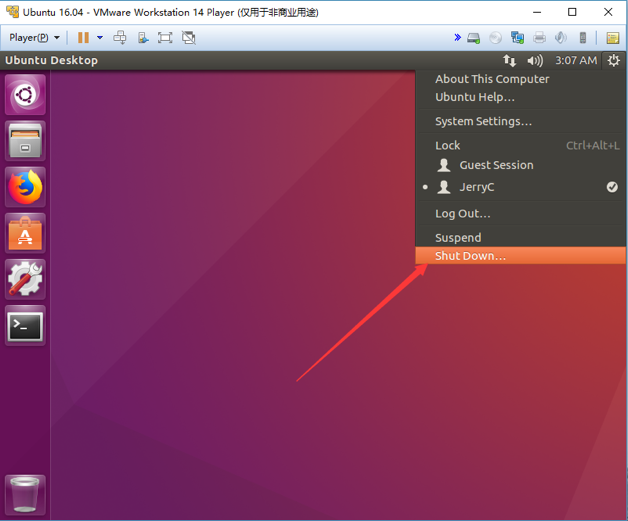 Ubuntu 16.04 - VMware Workstation 14 Player (仅用于非商业用途)
Player(P)
Ubuntu Desktop
3:07 AM
About This Computer
Ubuntu Help...
System Settings...
Lock Ctrl+Alt+L
Guest Session
JerryC
Log Out...
Suspend
Shut Down...